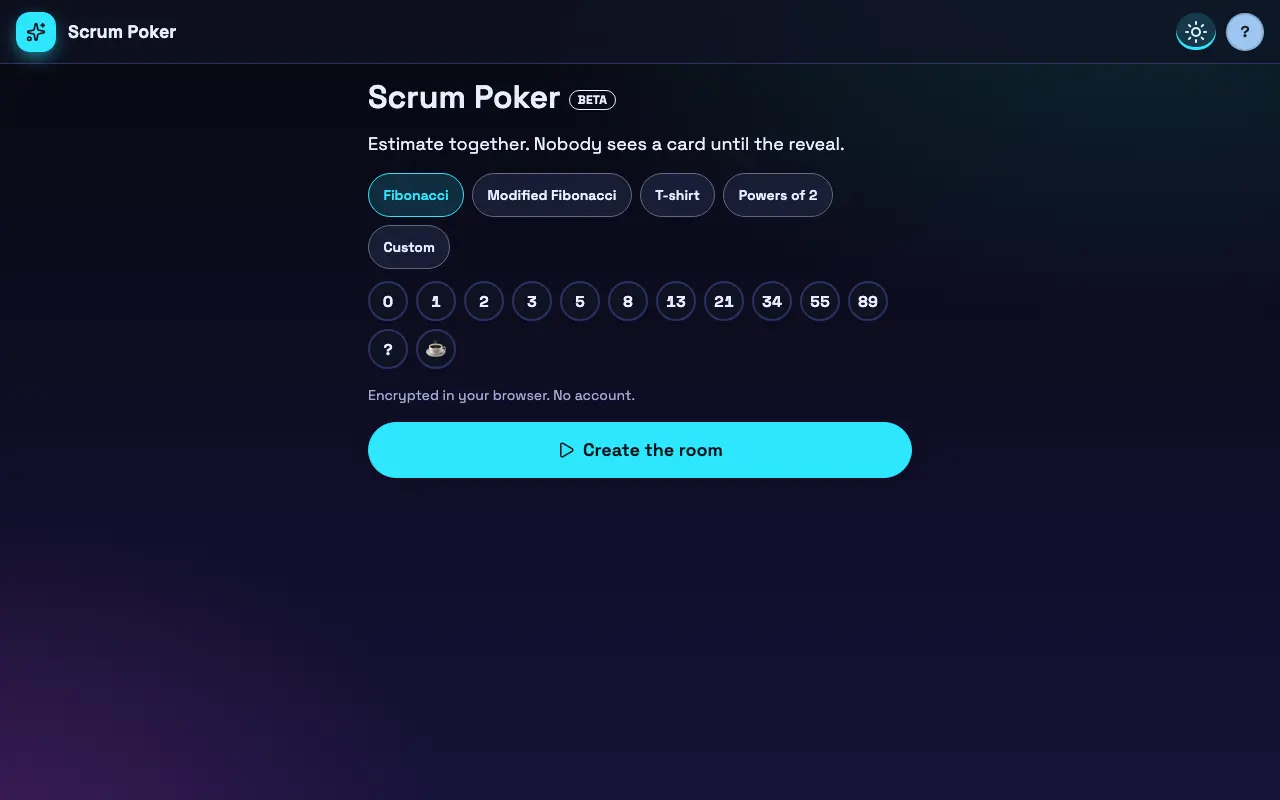 Scrum Poker
?
Scrum Poker BETA
Estimate together. Nobody sees a card until the reveal.
Fibonacci Modified Fibonacci T-shirt Powers of 2
Custom
0 1 2 3 5 8 13 21 34 55 89
? ☕
Encrypted in your browser. No account.
Create the room